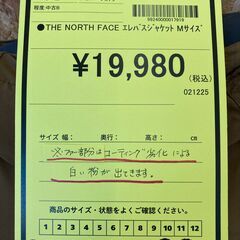 程度:中古B
99240000017919
●THE NORTH FACE エレバスジャケット Mサイズ
¥19,980
(税込)
021225
サイズ 幅: 奥行: 高さ: cm
※ファー部分はコーティング劣化による
白い粉が出てきます。
商品のサイズ・状態をよくご確認ください
1 2 3 4 5 6 7 8 9 10 11 12